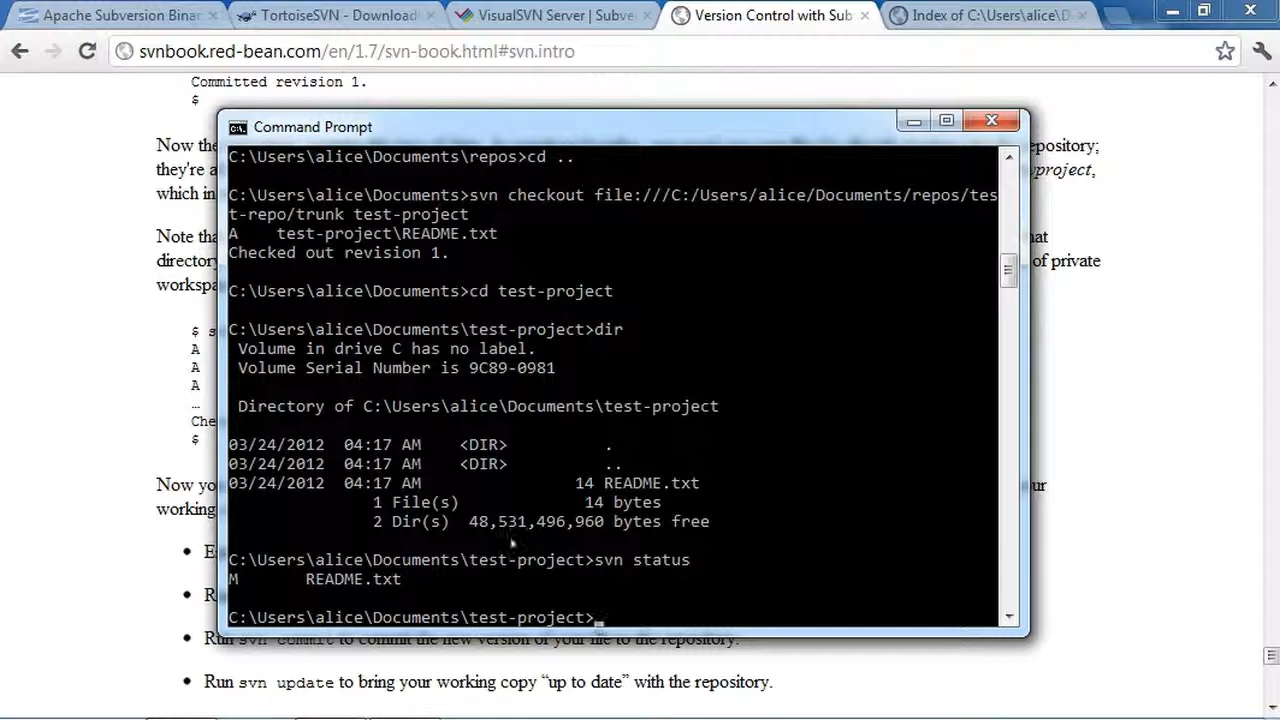 Apache Subversion Binar
TortoiseSVN - Download
VisualSVN Server | Subve
Version Control with Sub
Index of C:\Users\alice\D
svnbook.red-bean.com/en/1.7/svn-book.html#svn.intro
Committed revision 1.
$
Command Prompt
Now the
epository;
they're a
project,
which in
Note tha
hat
directory
of private
workspa
$ s
A
A
A
…
Che
$
Now yo
ur
working
C:\Users\alice\Documents\repos>cd ..
C:\Users\alice\Documents>svn checkout file:///C:/Users/alice/Documents/repos/tes
t-repo/trunk test-project
A    test-project\README.txt
Checked out revision 1.
C:\Users\alice\Documents>cd test-project
C:\Users\alice\Documents\test-project>dir
Volume in drive C has no label.
Volume Serial Number is 9C89-0981
Directory of C:\Users\alice\Documents\test-project
03/24/2012  04:17 AM    <DIR>          .
03/24/2012  04:17 AM    <DIR>          ..
03/24/2012  04:17 AM                14 README.txt
1 File(s)             14 bytes
2 Dir(s)  48,531,496,960 bytes free
C:\Users\alice\Documents\test-project>svn status
M       README.txt
C:\Users\alice\Documents\test-project>
Run svn commit to commit the new version of your file to the repository.
Run svn update to bring your working copy “up to date” with the repository.